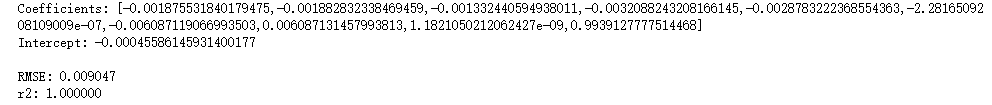 Coefficients: [-0.001875531840179475,-0.001882832338469459,-0.001332440594938011,-0.0032088243208166145,-0.0028783222368554363,-2.28165092
08109009e-07,-0.006087119066993503,0.006087131457993813,1.1821050212062427e-09,0.9939127777514468]
Intercept: -0.00045586145931400177
RMSE: 0.009047
r2: 1.000000